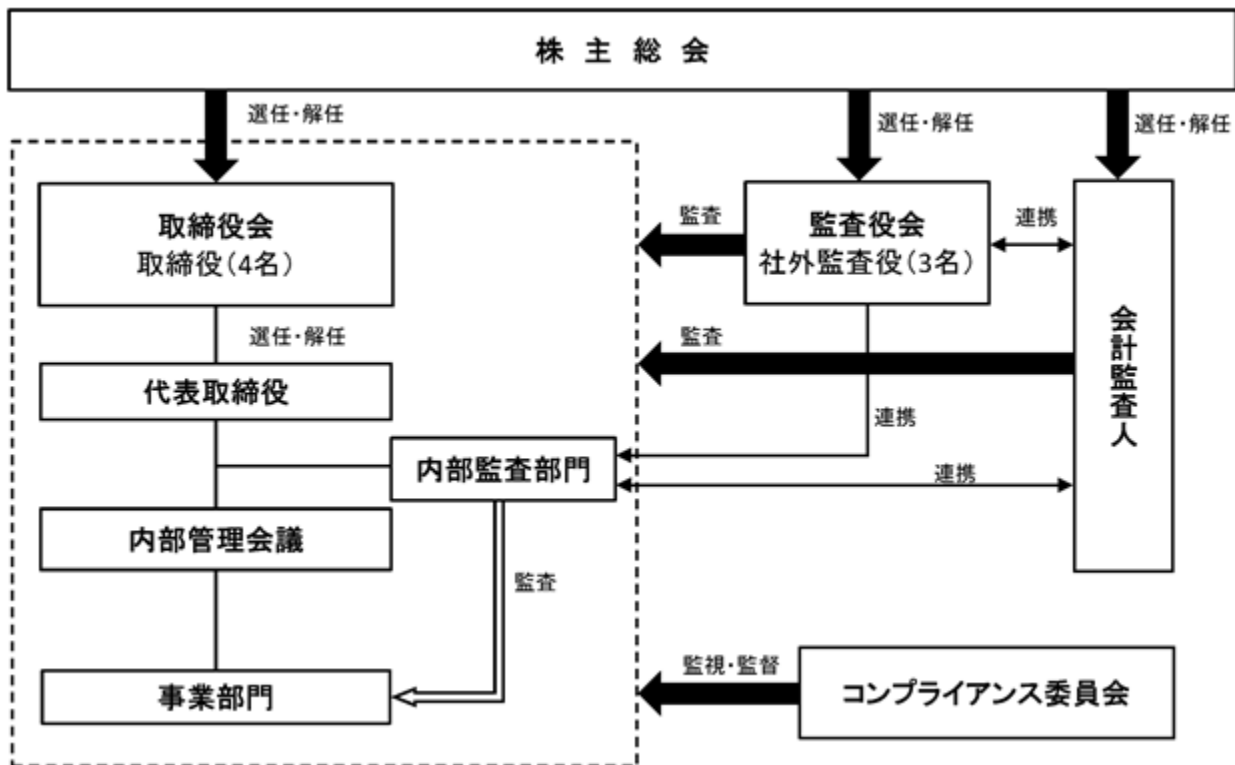 株主総会
選任・解任
選任・解任
選任・解任
取締役会
取締役(4名)
監査
監査役会
社外監査役(3名)
連携
会計監査人
選任・解任
監査
代表取締役
連携
内部監査部門
連携
内部管理会議
監査
監視・監督
コンプライアンス委員会
事業部門